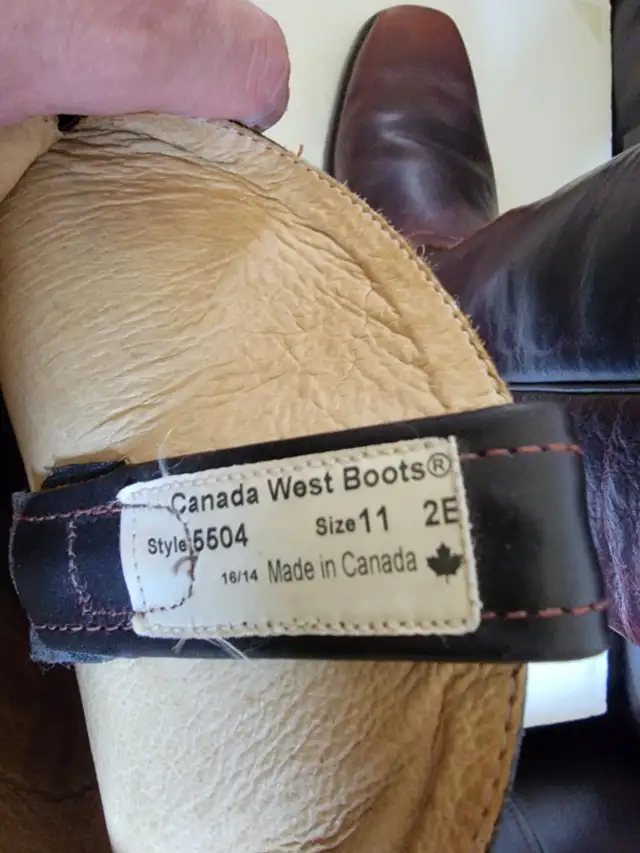 Canada West Boots®
Style 5504 Size 11 2E
16/14 Made in Canada